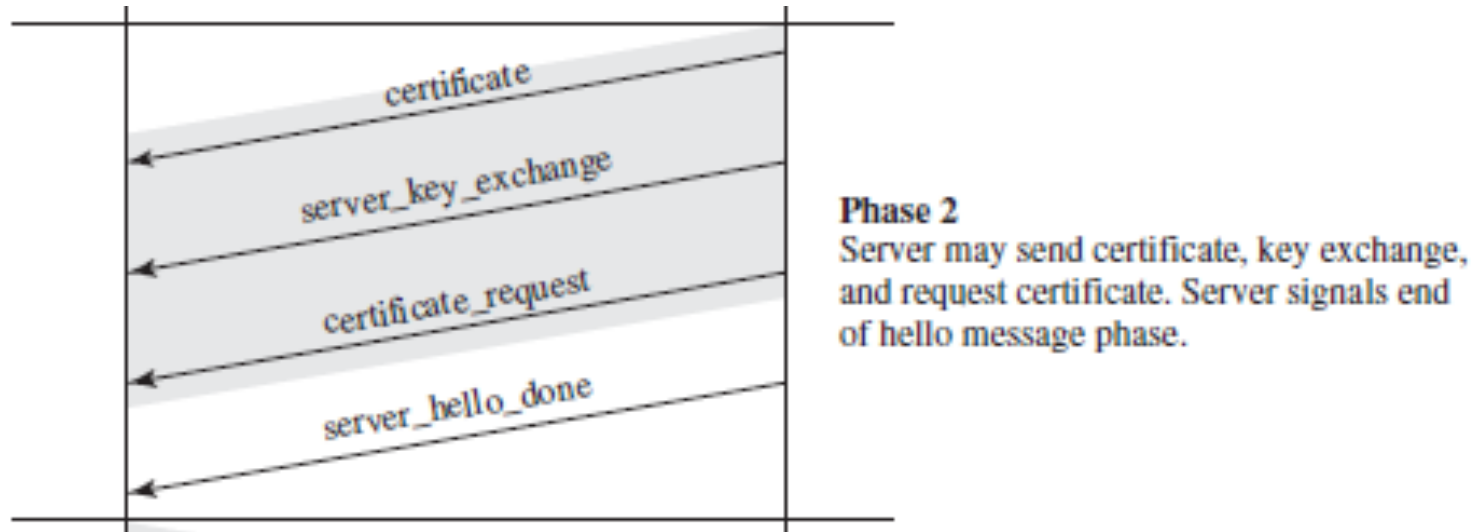 certificate
server_key_exchange
certificate_request
server_hello_done
Phase 2
Server may send certificate, key exchange,
and request certificate. Server signals end
of hello message phase.